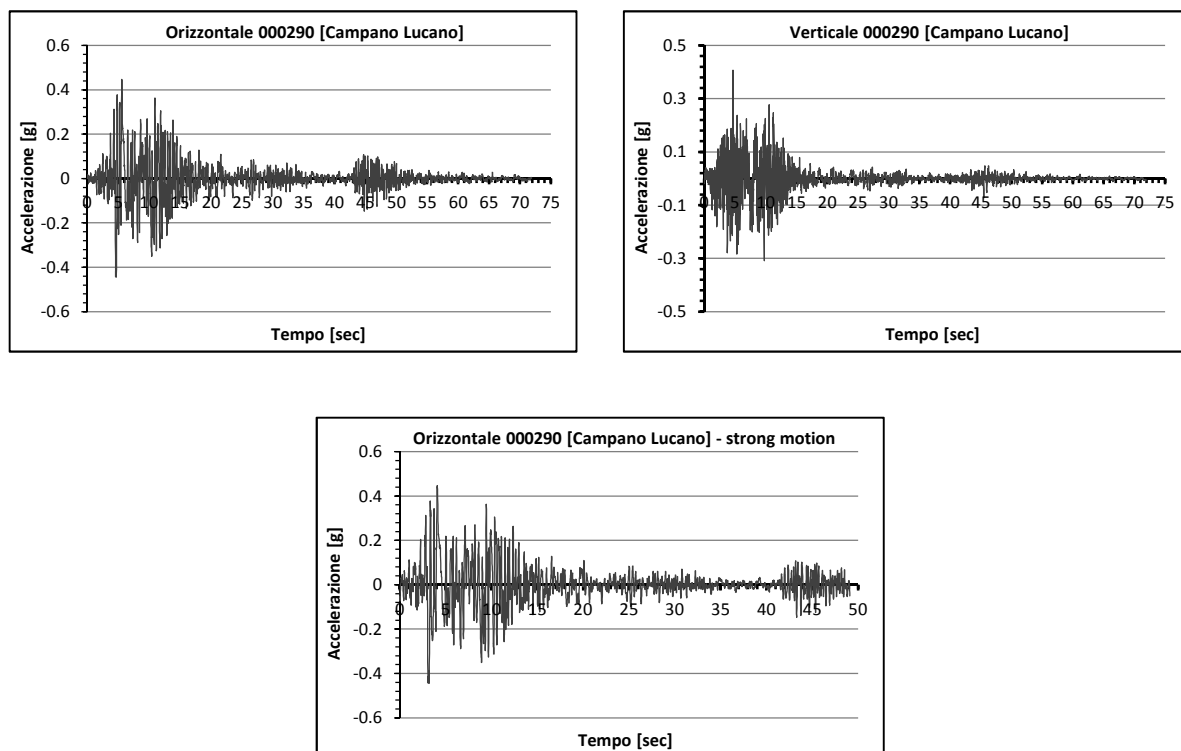 Orizzontale 000290 [Campano Lucano]
0.6
0.4
0.2
0
-0.2
-0.4
-0.6
0 5 10 15 20 25 30 35 40 45 50 55 60 65 70 75
Accelerazione [g]
Tempo [sec]
Verticale 000290 [Campano Lucano]
0.5
0.3
0.1
-0.1
-0.3
-0.5
0 5 10 15 20 25 30 35 40 45 50 55 60 65 70 75
Accelerazione [g]
Tempo [sec]
Orizzontale 000290 [Campano Lucano] - strong motion
0.6
0.4
0.2
0
-0.2
-0.4
-0.6
0 5 10 15 20 25 30 35 40 45 50
Accelerazione [g]
Tempo [sec]